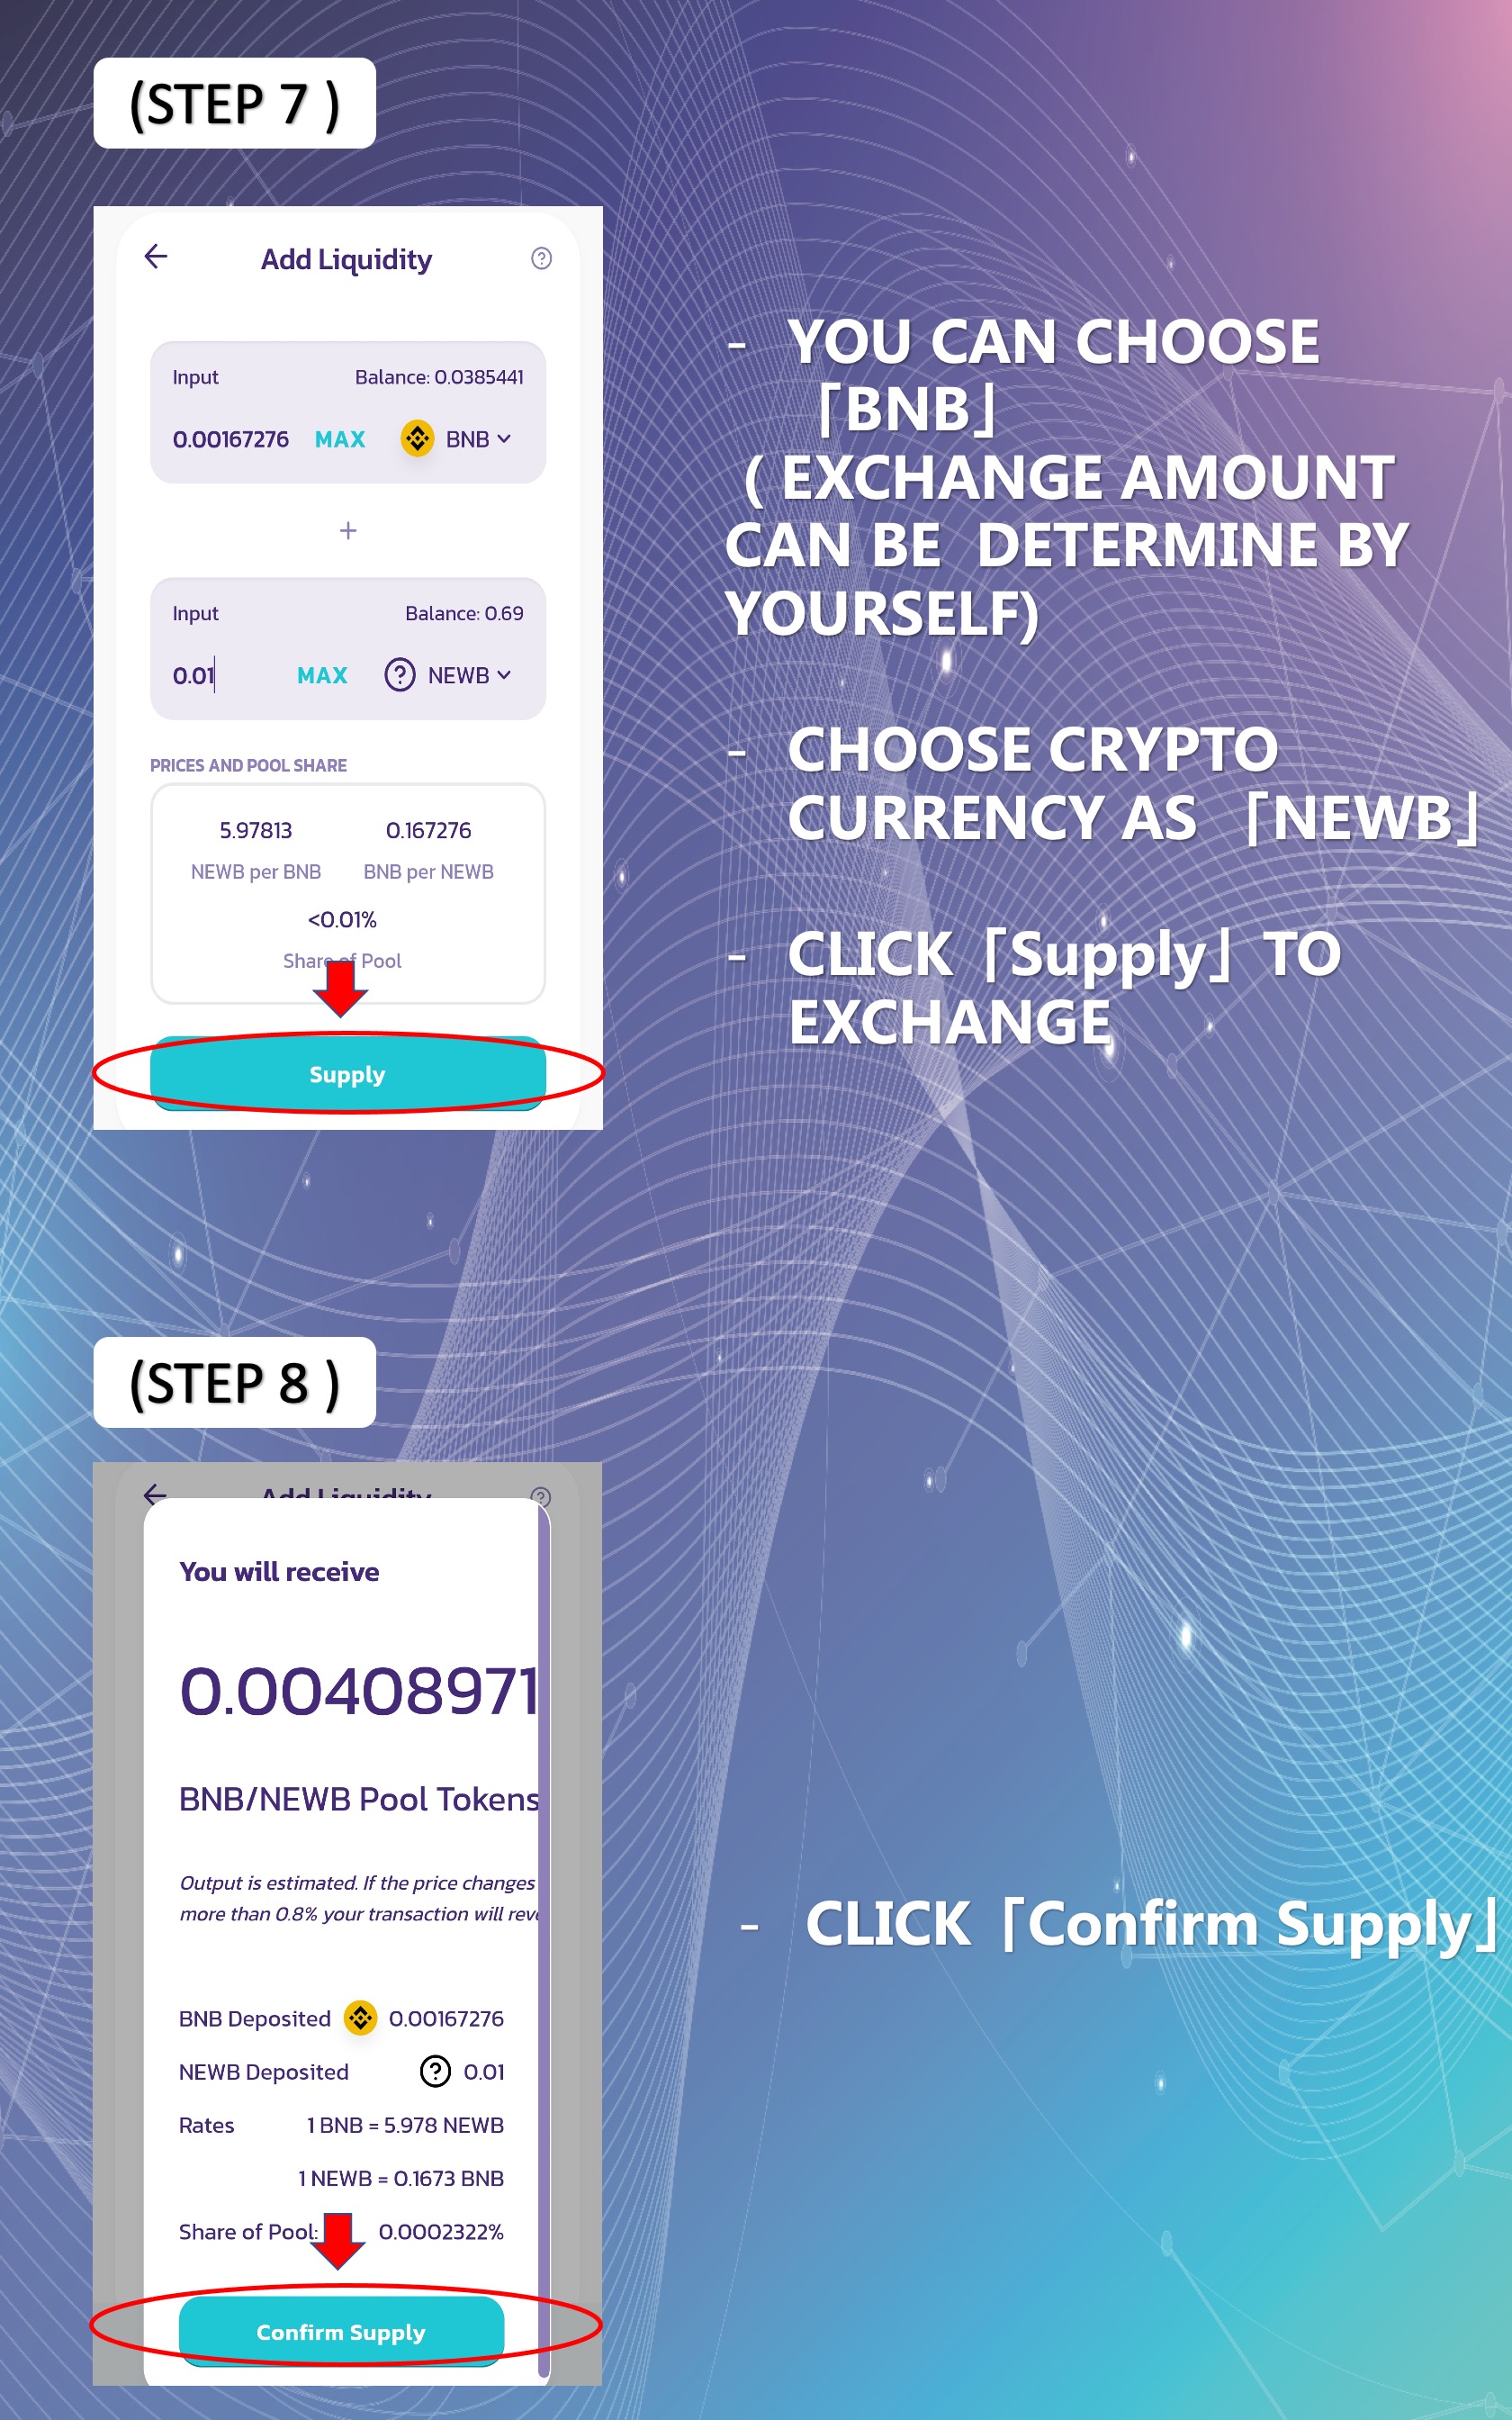 (STEP 7 )
Add Liquidity
Input Balance: 0.0385441
0.00167276 MAX BNB
+
Input Balance: 0.69
0.01 MAX NEWB
PRICES AND POOL SHARE
5.97813 0.167276
NEWB per BNB BNB per NEWB
<0.01%
Share of Pool
Supply
- YOU CAN CHOOSE
「BNB」
( EXCHANGE AMOUNT
CAN BE DETERMINE BY
YOURSELF)
- CHOOSE CRYPTO
CURRENCY AS 「NEWB」
- CLICK「Supply」TO
EXCHANGE
(STEP 8 )
Add Liquidity
You will receive
0.00408971
BNB/NEWB Pool Tokens
Output is estimated. If the price changes
more than 0.8% your transaction will reve
BNB Deposited 0.00167276
NEWB Deposited 0.01
Rates 1 BNB = 5.978 NEWB
1 NEWB = 0.1673 BNB
Share of Pool: 0.0002322%
Confirm Supply
- CLICK「Confirm Supply」